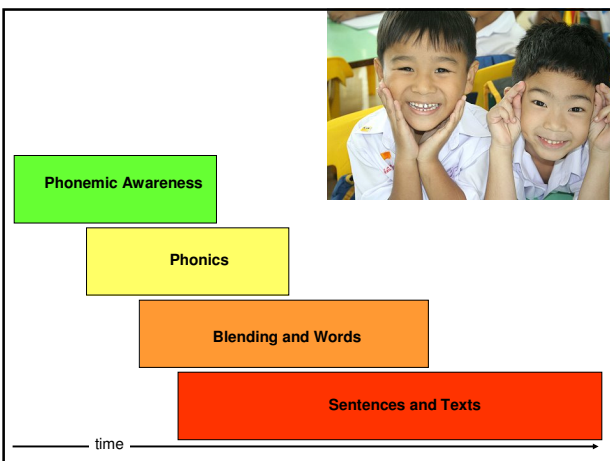 Phonemic Awareness
Phonics
Blending and Words
Sentences and Texts
time